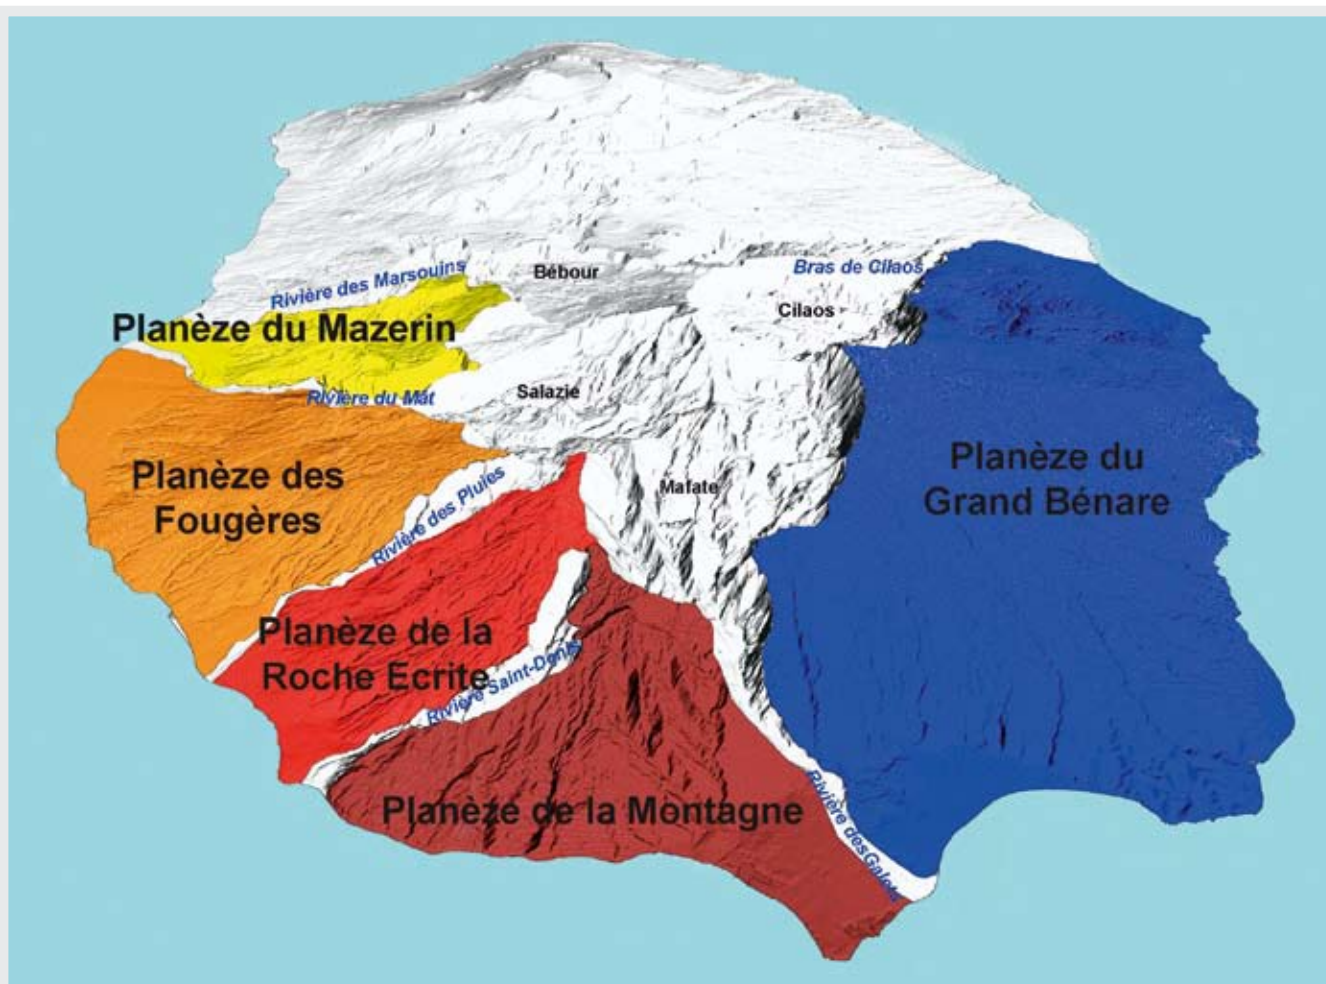 Rivière des Marsouins
Bébour
Bras de Cilaos
Cilaos
Planèze du Mazerin
Rivière du Mât
Salazie
Planèze des
Fougères
Rivière des Pluies
Mafate
Planèze du
Grand Bénare
Planèze de la
Roche Ecrite
Rivière Saint-Denis
Planèze de la Montagne
Rivière des Galets